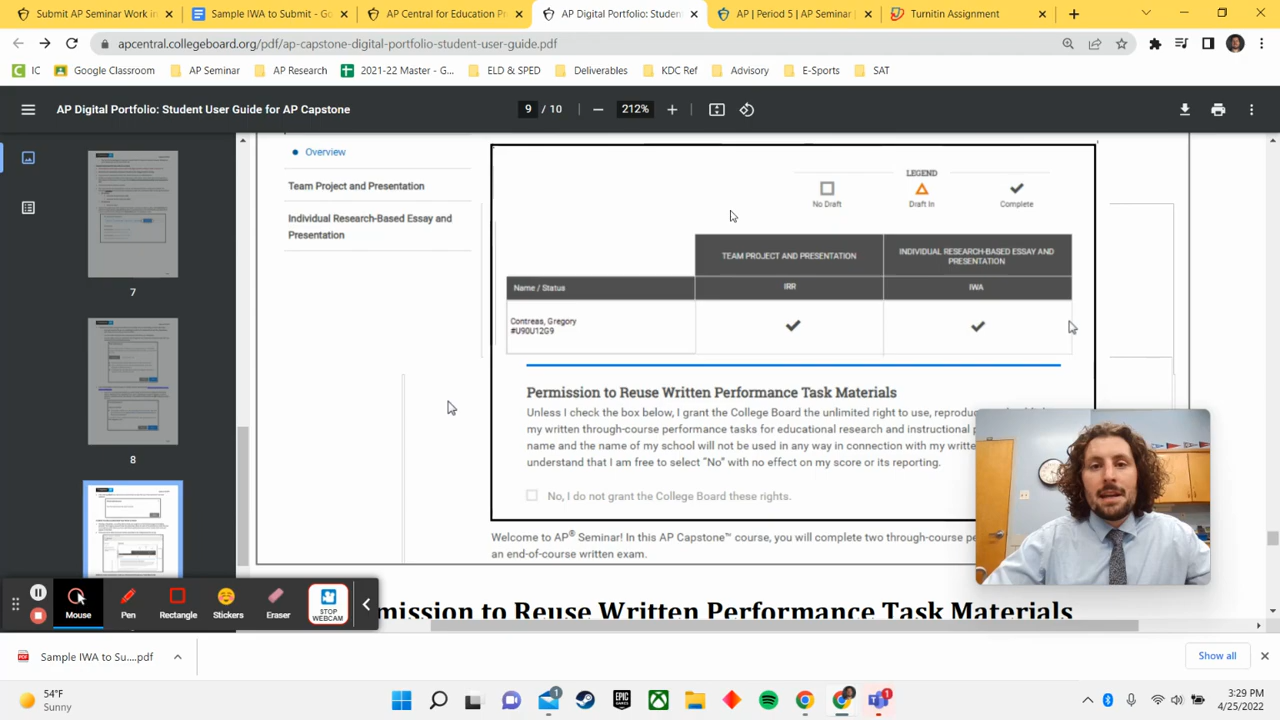 Submit AP Seminar Work in
Sample IWA to Submit - Go
AP Central for Education P
AP Digital Portfolio: Studen
AP | Period 5 | AP Seminar |
Turnitin Assignment
apcentral.collegeboard.org/pdf/ap-capstone-digital-portfolio-student-user-guide.pdf
IC
Google Classroom
AP Seminar
AP Research
2021-22 Master - G...
ELD & SPED
Deliverables
KDC Ref
Advisory
E-Sports
SAT
AP Digital Portfolio: Student User Guide for AP Capstone
9 / 10
212%
7
8
Overview
Team Project and Presentation
Individual Research-Based Essay and
Presentation
LEGEND
No Draft
Draft In
Complete
TEAM PROJECT AND PRESENTATION
INDIVIDUAL RESEARCH-BASED ESSAY AND
PRESENTATION
Name / Status
IRR
IWA
Contreas, Gregory
#U90U12G9
Permission to Reuse Written Performance Task Materials
Unless I check the box below, I grant the College Board the unlimited right to use, reproduc
my written through-course performance tasks for educational research and instructional p
name and the name of my school will not be used in any way in connection with my writte
understand that I am free to select "No" with no effect on my score or its reporting.
No, I do not grant the College Board these rights.
Welcome to AP® Seminar! In this AP Capstone™ course, you will complete two through-course pe
an end-of-course written exam.
mission to Reuse Written Performance Task Materials
Mouse
Pen
Rectangle
Stickers
Eraser
STOP
WEBCAM
Sample IWA to Su....pdf
Show all
54°F
Sunny
EPIC
GAMES
1
1
3:29 PM
4/25/2022